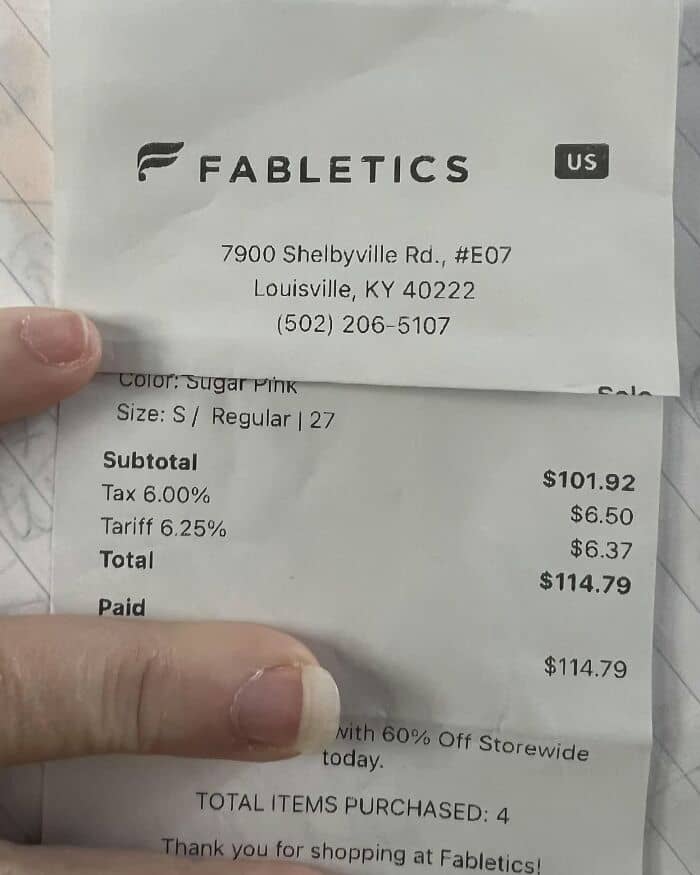 FABLETICS US
7900 Shelbyville Rd., #E07
Louisville, KY 40222
(502) 206-5107
Color: Sugar Pink
Size: S / Regular | 27
Subtotal $101.92
Tax 6.00% $6.50
Tariff 6.25% $6.37
Total $114.79
Paid
$114.79
with 60% Off Storewide
today.
TOTAL ITEMS PURCHASED: 4
Thank you for shopping at Fabletics!